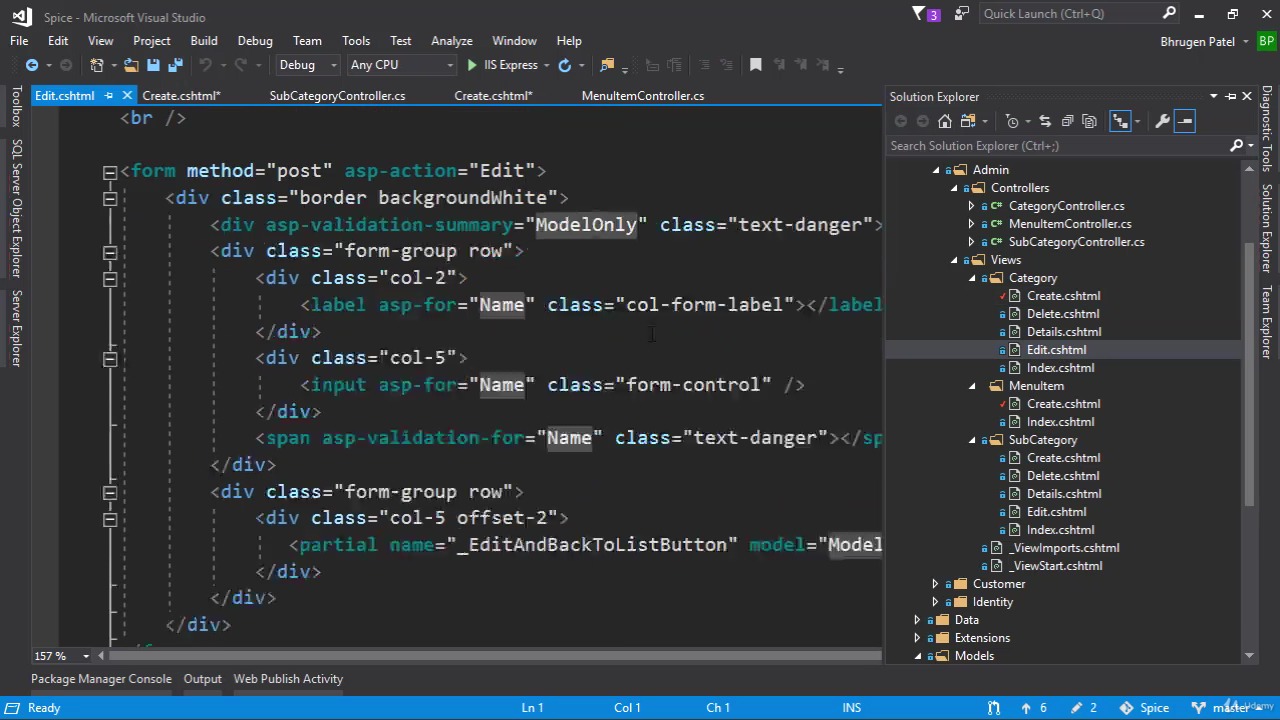 Spice - Microsoft Visual Studio
3
Quick Launch (Ctrl+Q)
File Edit View Project Build Debug Team Tools Test Analyze Window Help
Bhrugen Patel BP
Debug Any CPU IIS Express
Edit.cshtml Create.cshtml* SubCategoryController.cs Create.cshtml* MenuItemController.cs
Toolbox
SQL Server Object Explorer
Server Explorer
<br />
<form method="post" asp-action="Edit">
<div class="border backgroundWhite">
<div asp-validation-summary="ModelOnly" class="text-danger">
<div class="form-group row">
<div class="col-2">
<label asp-for="Name" class="col-form-label"></label
</div>
<div class="col-5">
<input asp-for="Name" class="form-control" />
</div>
<span asp-validation-for="Name" class="text-danger"></sp
</div>
<div class="form-group row">
<div class="col-5 offset-2">
<partial name="_EditAndBackToListButton" model="Model
</div>
</div>
</div>
157 %
Solution Explorer
Search Solution Explorer (Ctrl+;)
Admin
Controllers
CategoryController.cs
MenuItemController.cs
SubCategoryController.cs
Views
Category
Create.cshtml
Delete.cshtml
Details.cshtml
Edit.cshtml
Index.cshtml
MenuItem
Create.cshtml
Index.cshtml
SubCategory
Create.cshtml
Delete.cshtml
Details.cshtml
Edit.cshtml
Index.cshtml
_ViewImports.cshtml
_ViewStart.cshtml
Customer
Identity
Data
Extensions
Models
Diagnostic Tools
Team Explorer
Package Manager Console Output Web Publish Activity
Ready Ln 1 Col 1 Ch 1 INS 6 2 Spice master
Udemy